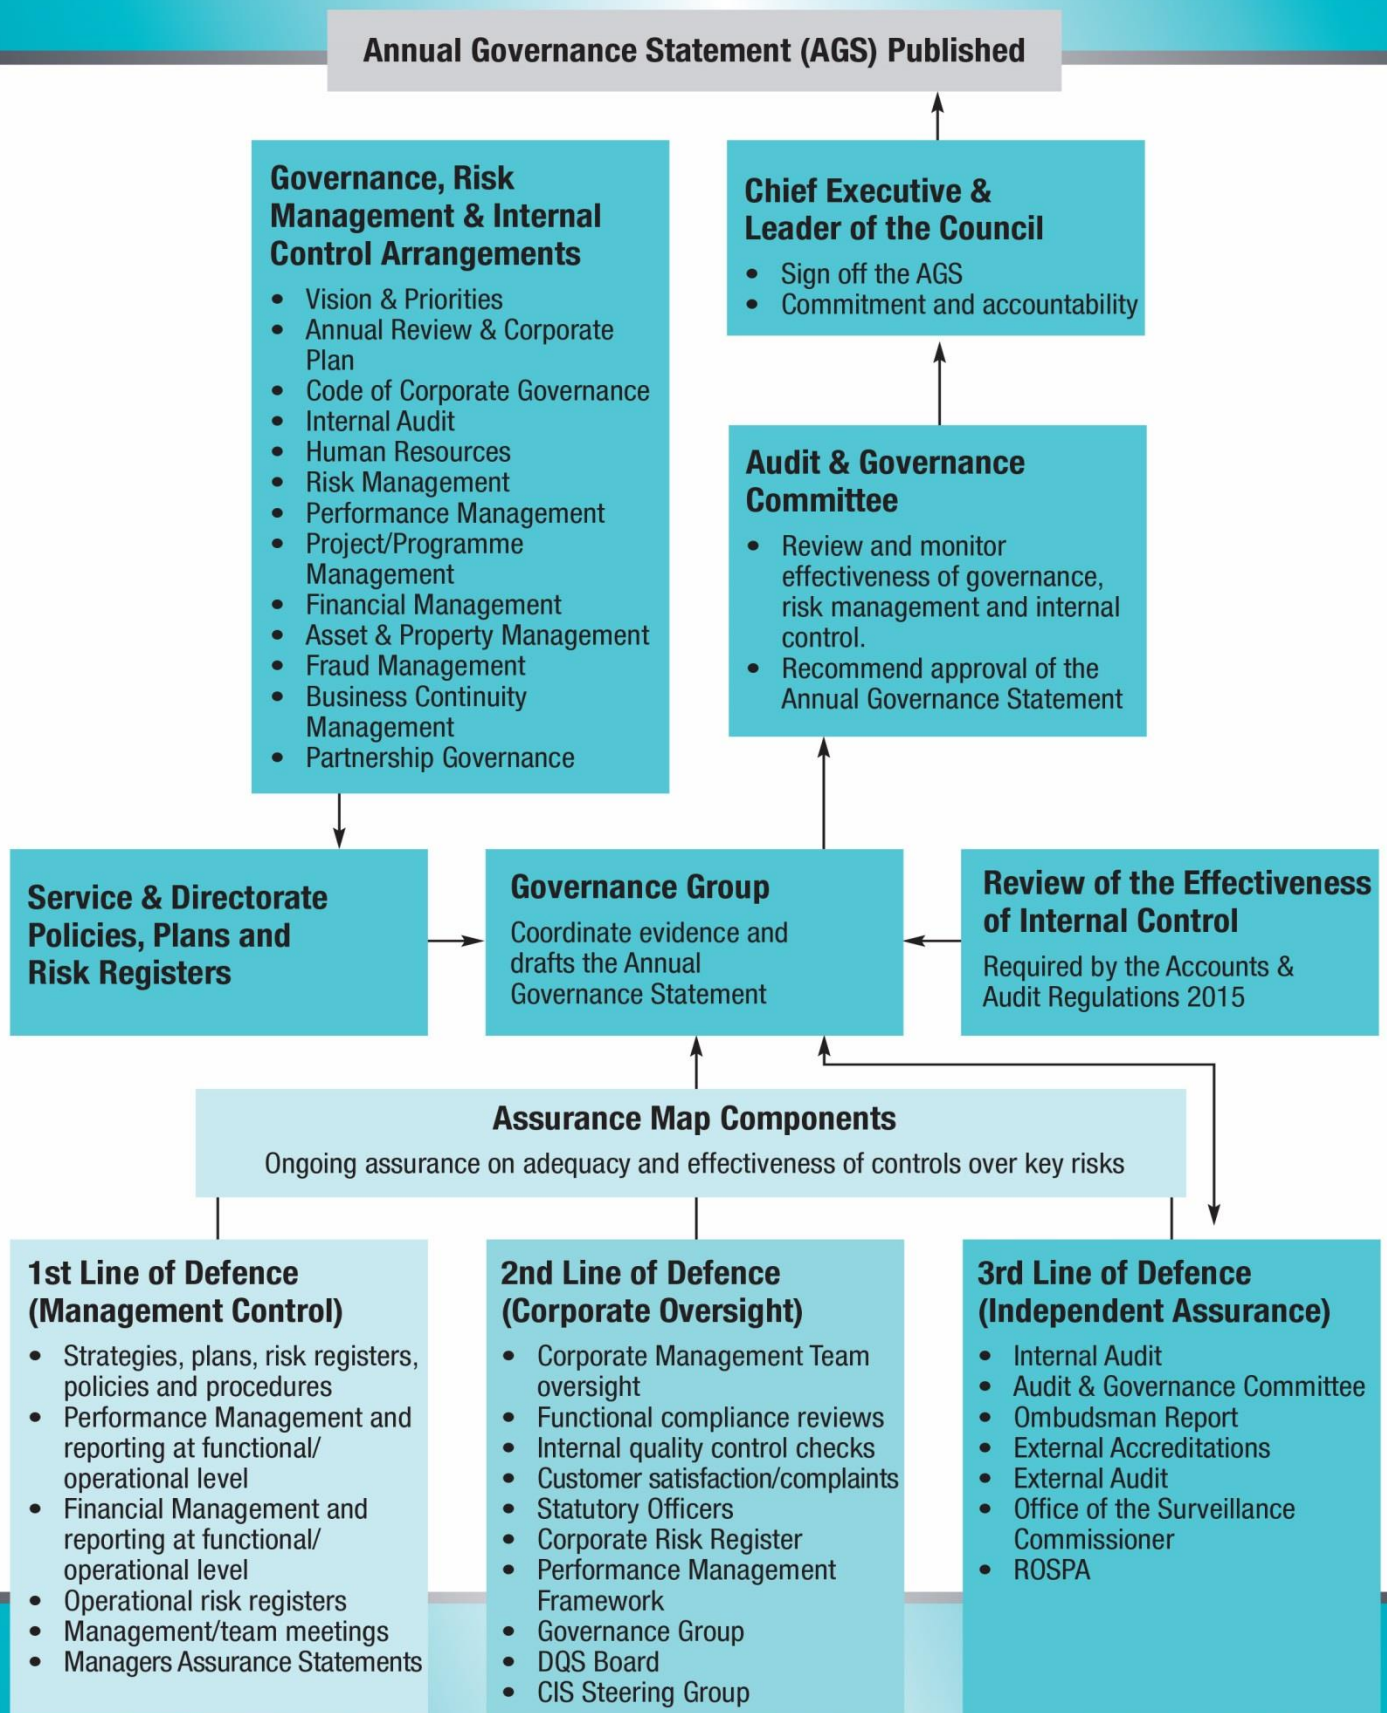 Annual Governance Statement (AGS) Published
Governance, Risk
Management & Internal
Control Arrangements
• Vision & Priorities
• Annual Review & Corporate
Plan
• Code of Corporate Governance
• Internal Audit
• Human Resources
• Risk Management
• Performance Management
• Project/Programme
Management
• Financial Management
• Asset & Property Management
• Fraud Management
• Business Continuity
Management
• Partnership Governance
Chief Executive &
Leader of the Council
• Sign off the AGS
• Commitment and accountability
Audit & Governance
Committee
• Review and monitor
effectiveness of governance,
risk management and internal
control.
• Recommend approval of the
Annual Governance Statement
Service & Directorate
Policies, Plans and
Risk Registers
Governance Group
Coordinate evidence and
drafts the Annual
Governance Statement
Review of the Effectiveness
of Internal Control
Required by the Accounts &
Audit Regulations 2015
Assurance Map Components
Ongoing assurance on adequacy and effectiveness of controls over key risks
1st Line of Defence
(Management Control)
• Strategies, plans, risk registers,
policies and procedures
• Performance Management and
reporting at functional/
operational level
• Financial Management and
reporting at functional/
operational level
• Operational risk registers
• Management/team meetings
• Managers Assurance Statements
2nd Line of Defence
(Corporate Oversight)
• Corporate Management Team
oversight
• Functional compliance reviews
• Internal quality control checks
• Customer satisfaction/complaints
• Statutory Officers
• Corporate Risk Register
• Performance Management
Framework
• Governance Group
• DQS Board
• CIS Steering Group
3rd Line of Defence
(Independent Assurance)
• Internal Audit
• Audit & Governance Committee
• Ombudsman Report
• External Accreditations
• External Audit
• Office of the Surveillance
Commissioner
• ROSPA